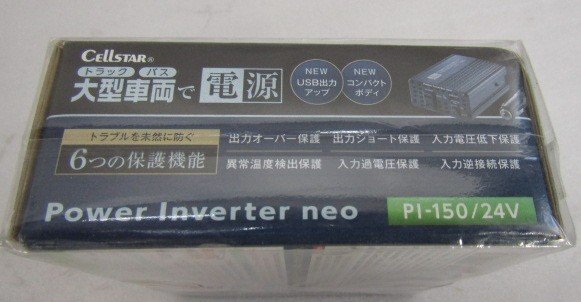 CELLSTAR®
トラック バス
大型車両で電源
NEW
USB出力
アップ
NEW
コンパクト
ボディ
トラブルを未然に防ぐ
6つの保護機能
出力オーバー保護 出力ショート保護 入力電圧低下保護
異常温度検出保護 入力過電圧保護 入力逆接続保護
Power Inverter neo
PI-150/24V